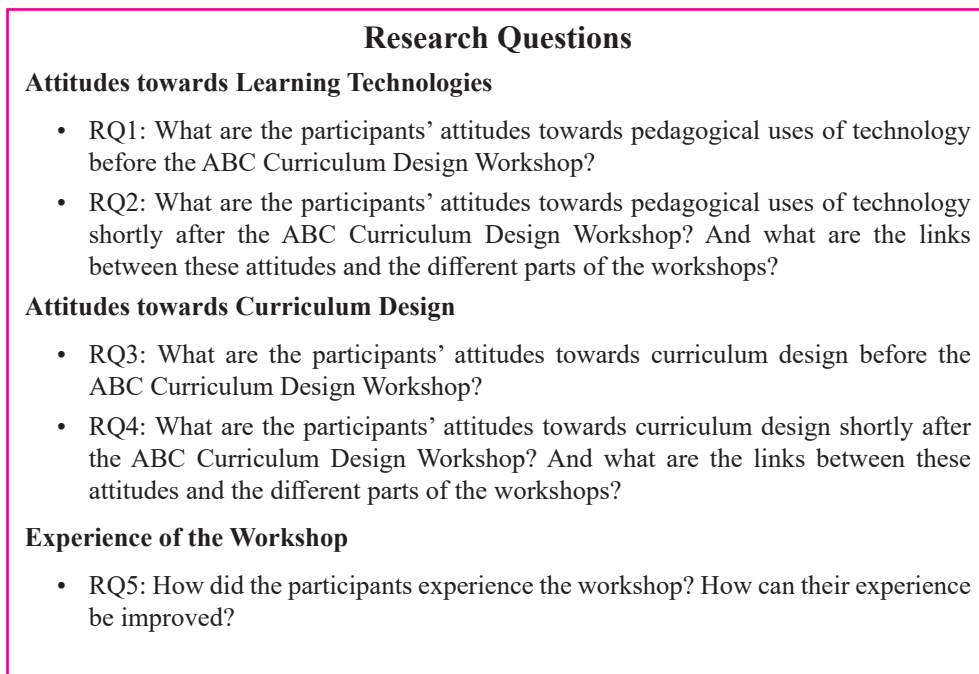 Research Questions
Attitudes towards Learning Technologies
• RQ1: What are the participants’ attitudes towards pedagogical uses of technology
before the ABC Curriculum Design Workshop?
• RQ2: What are the participants’ attitudes towards pedagogical uses of technology
shortly after the ABC Curriculum Design Workshop? And what are the links
between these attitudes and the different parts of the workshops?
Attitudes towards Curriculum Design
• RQ3: What are the participants’ attitudes towards curriculum design before the
ABC Curriculum Design Workshop?
• RQ4: What are the participants’ attitudes towards curriculum design shortly after
the ABC Curriculum Design Workshop? And what are the links between these
attitudes and the different parts of the workshops?
Experience of the Workshop
• RQ5: How did the participants experience the workshop? How can their experience
be improved?